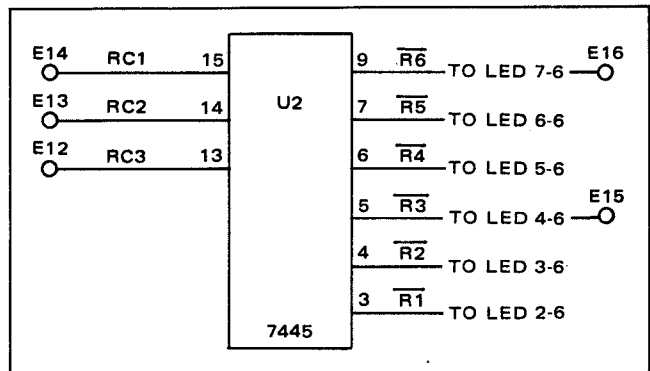 E14 RC1 15
E13 RC2 14
E12 RC3 13
U2
7445
9 R6 TO LED 7-6 E16
7 R5 TO LED 6-6
6 R4 TO LED 5-6
5 R3 TO LED 4-6 E15
4 R2 TO LED 3-6
3 R1 TO LED 2-6